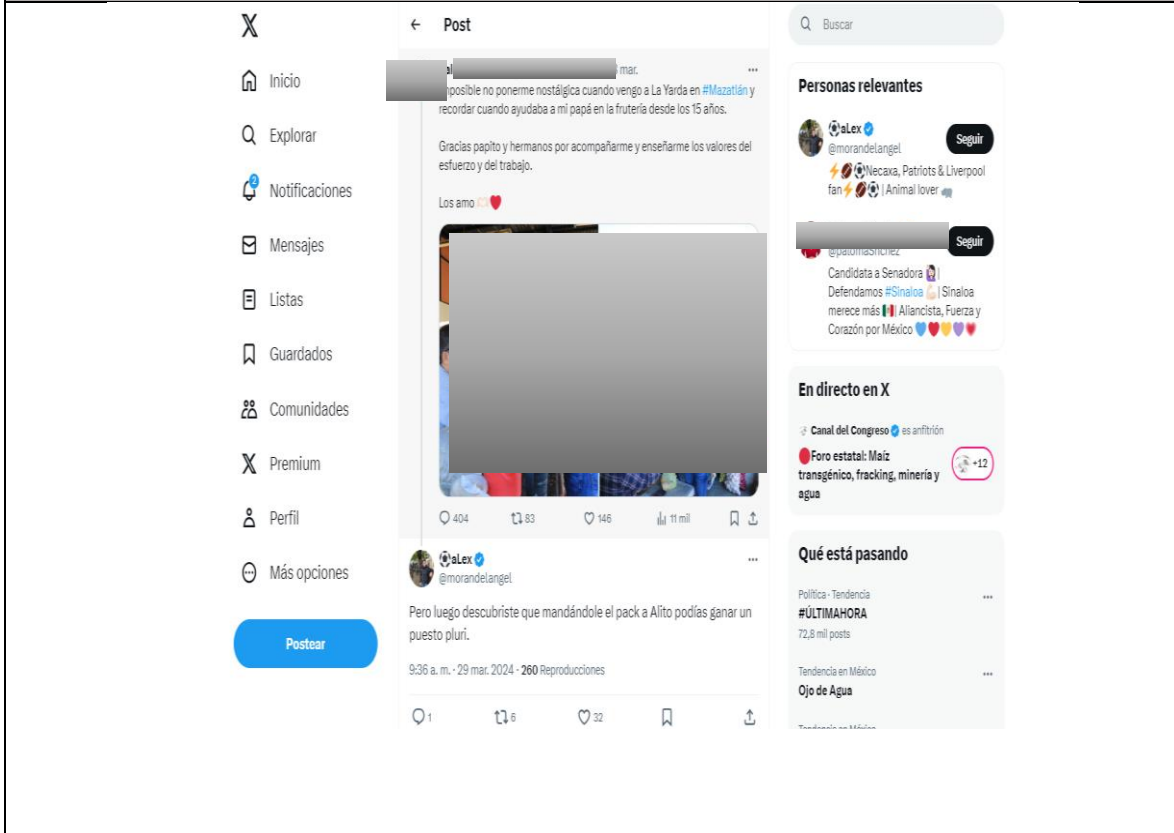 Post
Buscar
Inicio
Explorar
2
Notificaciones
Mensajes
Listas
Guardados
Comunidades
Premium
Perfil
Más opciones
Postear
mar.
mposible no ponerme nostálgica cuando vengo a La Yarda en #Mazatlán y
recordar cuando ayudaba a mi papá en la frutería desde los 15 años.
Gracias papito y hermanos por acompañarme y enseñarme los valores del
esfuerzo y del trabajo.
Los amo 🫶🏻❤️
404 83 146 11 mil
⚽aLex
@morandelangel
Pero luego descubriste que mandándole el pack a Alito podías ganar un
puesto pluri.
9:36 a. m. · 29 mar. 2024 · 260 Reproducciones
1 6 32
Personas relevantes
⚽aLex
@morandelangel
Seguir
⚡🏈⚽Necaxa, Patriots & Liverpool
fan⚡🏈⚽ | Animal lover 🦏
Seguir
Candidata a Senadora 🙋🏻‍♀️|
Defendamos #Sinaloa 💪🏻| Sinaloa
merece más 🇲🇽| Aliancista, Fuerza y
Corazón por México 💙❤️💛💜💗
En directo en X
Canal del Congreso es anfitrión
🔴Foro estatal: Maíz
transgénico, fracking, minería y
agua
+12
Qué está pasando
Política · Tendencia
#ÚLTIMAHORA
72,8 mil posts
Tendencia en México
Ojo de Agua